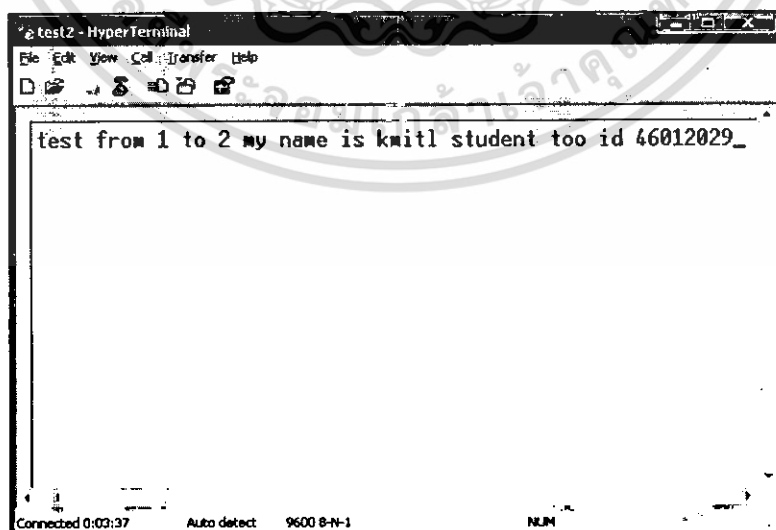 test2 - HyperTerminal
File Edit View Call Transfer Help
test from 1 to 2 my name is kmitl student too id 46012029_
Connected 0:03:37 Auto detect 9600 8-N-1 NUM